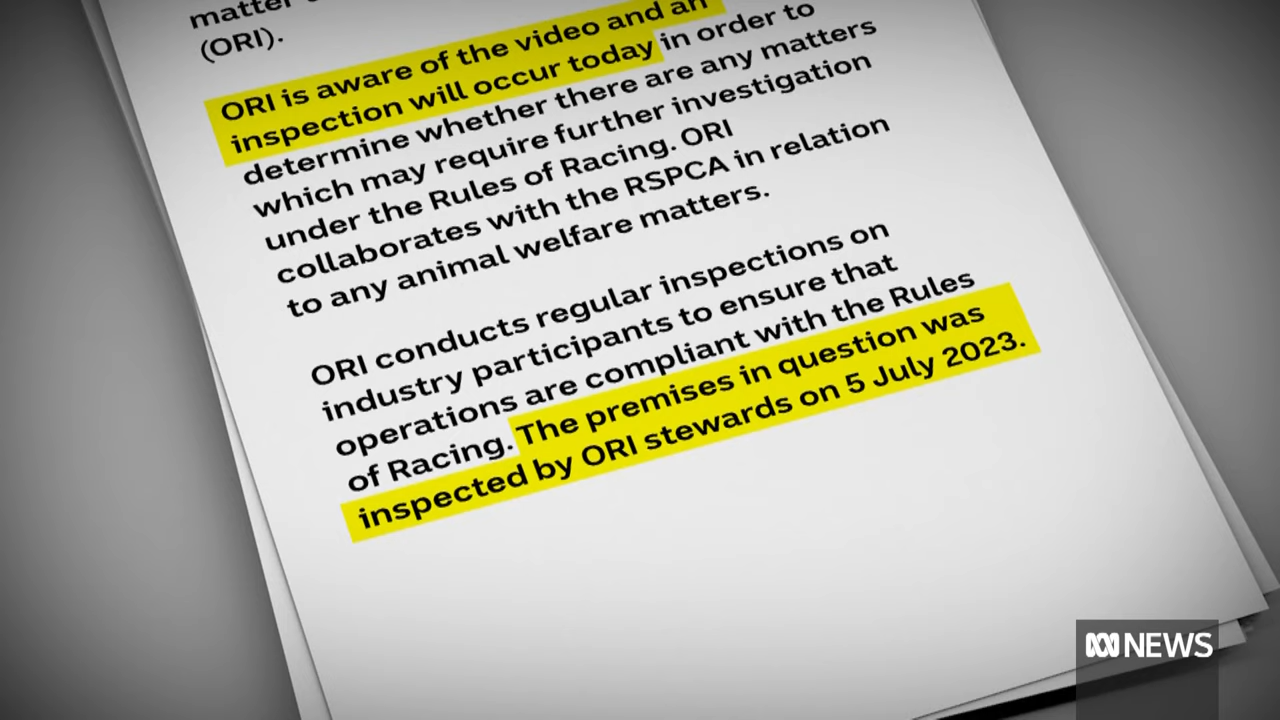 matter
(ORI).
ORI is aware of the video and an
inspection will occur today in order to
determine whether there are any matters
which may require further investigation
under the Rules of Racing. ORI
collaborates with the RSPCA in relation
to any animal welfare matters.
ORI conducts regular inspections on
industry participants to ensure that
operations are compliant with the Rules
of Racing. The premises in question was
inspected by ORI stewards on 5 July 2023.
NEWS